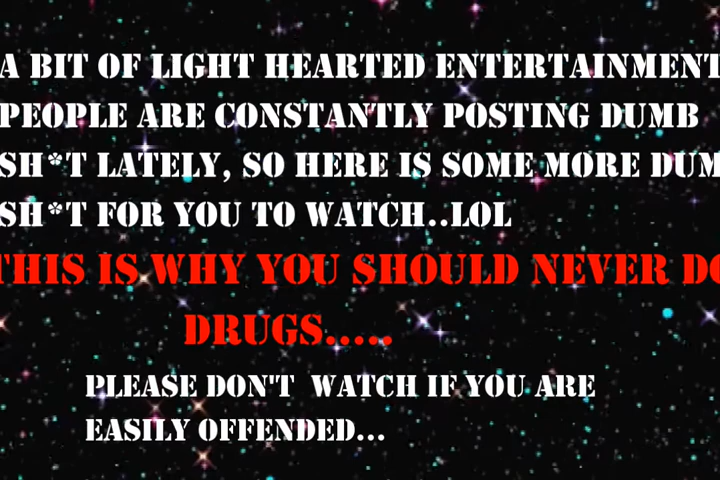 A BIT OF LIGHT HEARTED ENTERTAINMENT
PEOPLE ARE CONSTANTLY POSTING DUMB
SH*T LATELY, SO HERE IS SOME MORE DUM
SH*T FOR YOU TO WATCH..LOL
THIS IS WHY YOU SHOULD NEVER DO
DRUGS.....
PLEASE DON'T WATCH IF YOU ARE
EASILY OFFENDED...